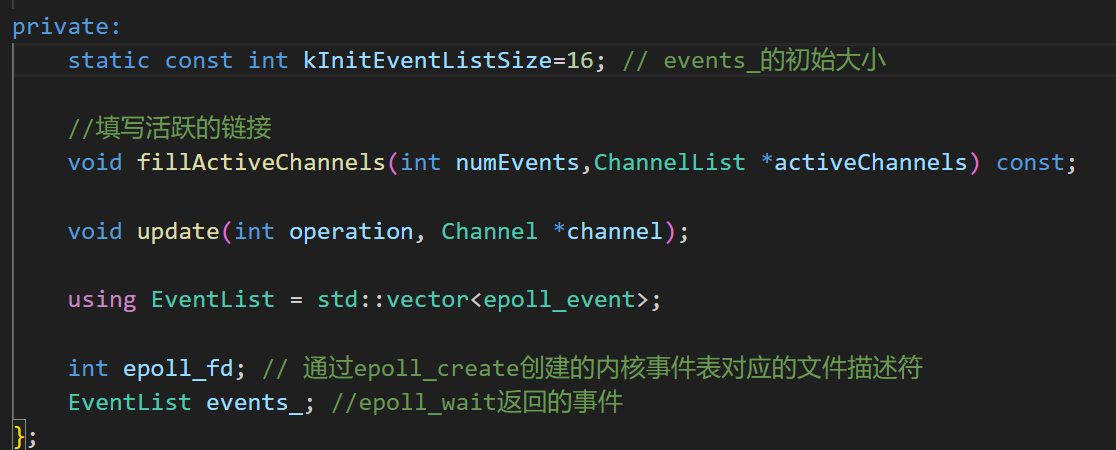 private:
static const int kInitEventListSize=16; // events_的初始大小
//填写活跃的链接
void fillActiveChannels(int numEvents,ChannelList *activeChannels) const;
void update(int operation, Channel *channel);
using EventList = std::vector<epoll_event>;
int epoll_fd; // 通过epoll_create创建的内核事件表对应的文件描述符
EventList events_; //epoll_wait返回的事件
};